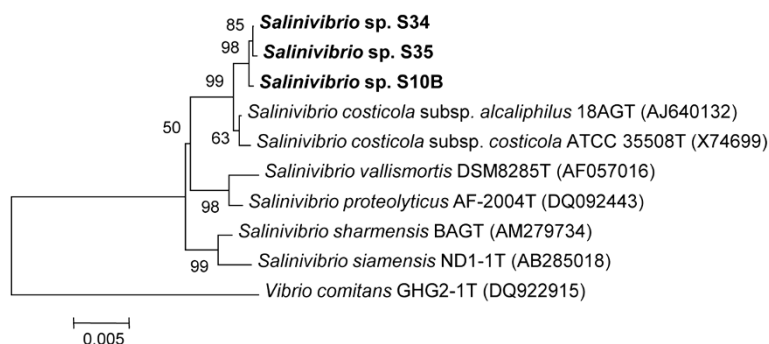 85
Salinivibrio sp. S34
98
Salinivibrio sp. S35
Salinivibrio sp. S10B
99
Salinivibrio costicola subsp. alcaliphilus 18AGT (AJ640132)
50
63
Salinivibrio costicola subsp. costicola ATCC 35508T (X74699)
Salinivibrio vallismortis DSM8285T (AF057016)
98
Salinivibrio proteolyticus AF-2004T (DQ092443)
Salinivibrio sharmensis BAGT (AM279734)
99
Salinivibrio siamensis ND1-1T (AB285018)
Vibrio comitans GHG2-1T (DQ922915)
0.005